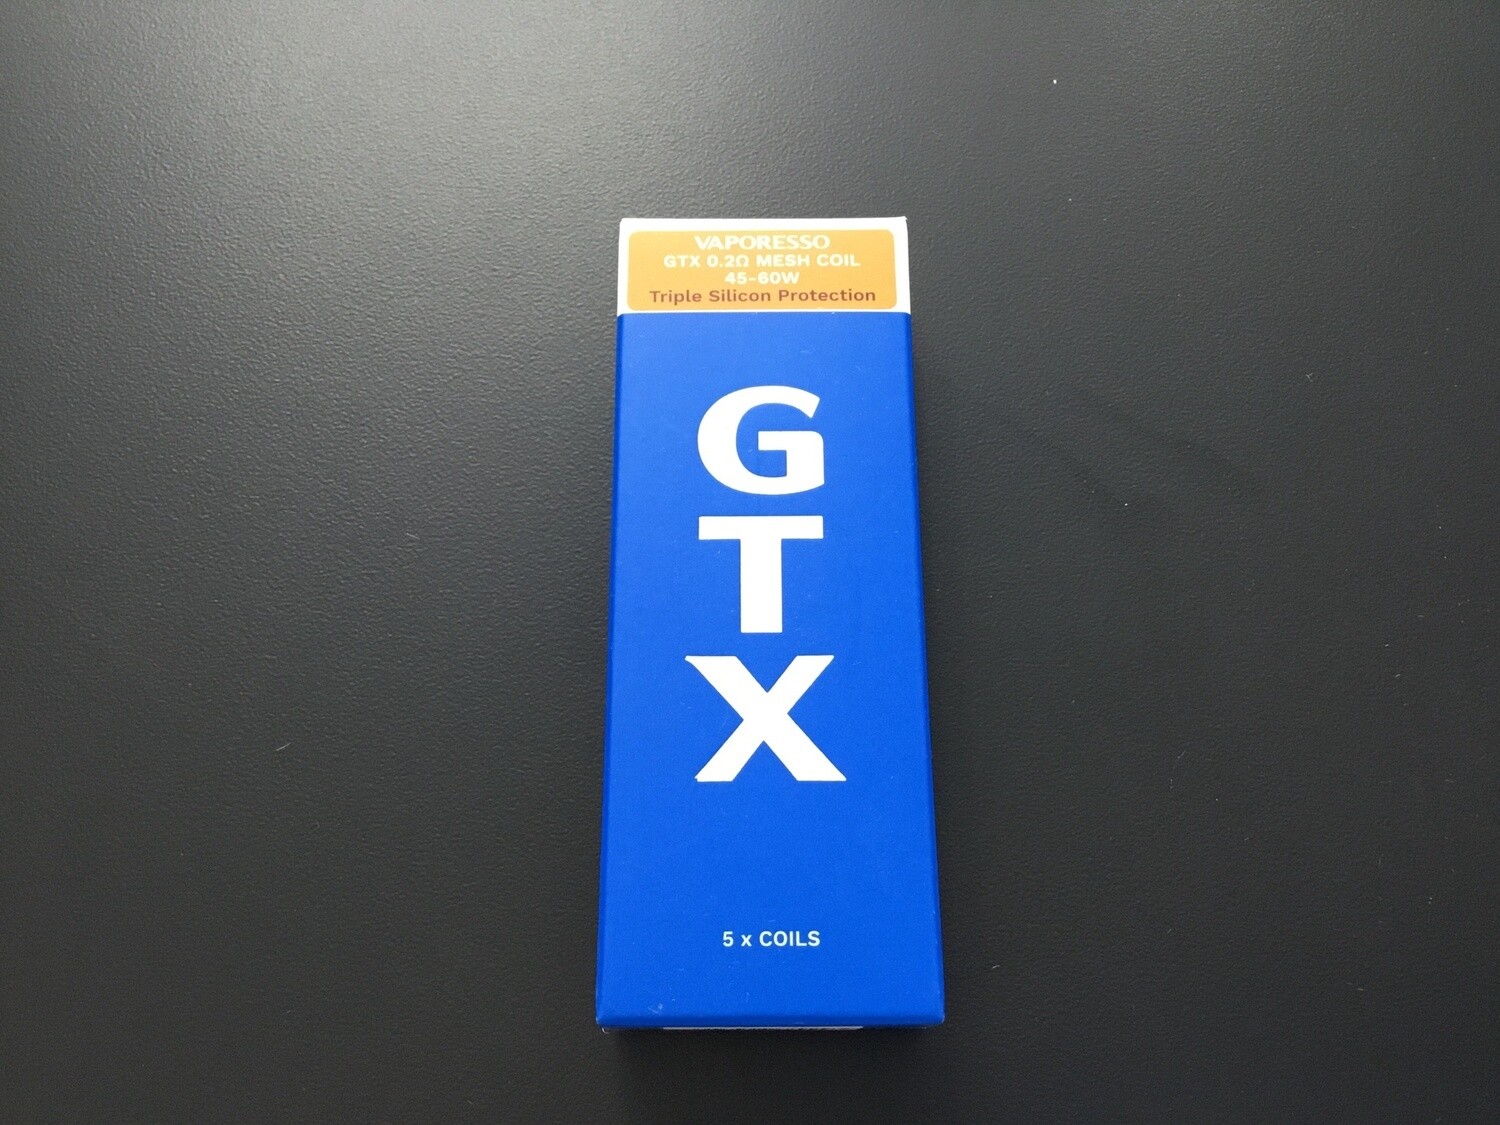 VAPORESSO
GTX 0.2Ω MESH COIL
45-60W
Triple Silicon Protection
G
T
X
5 x COILS